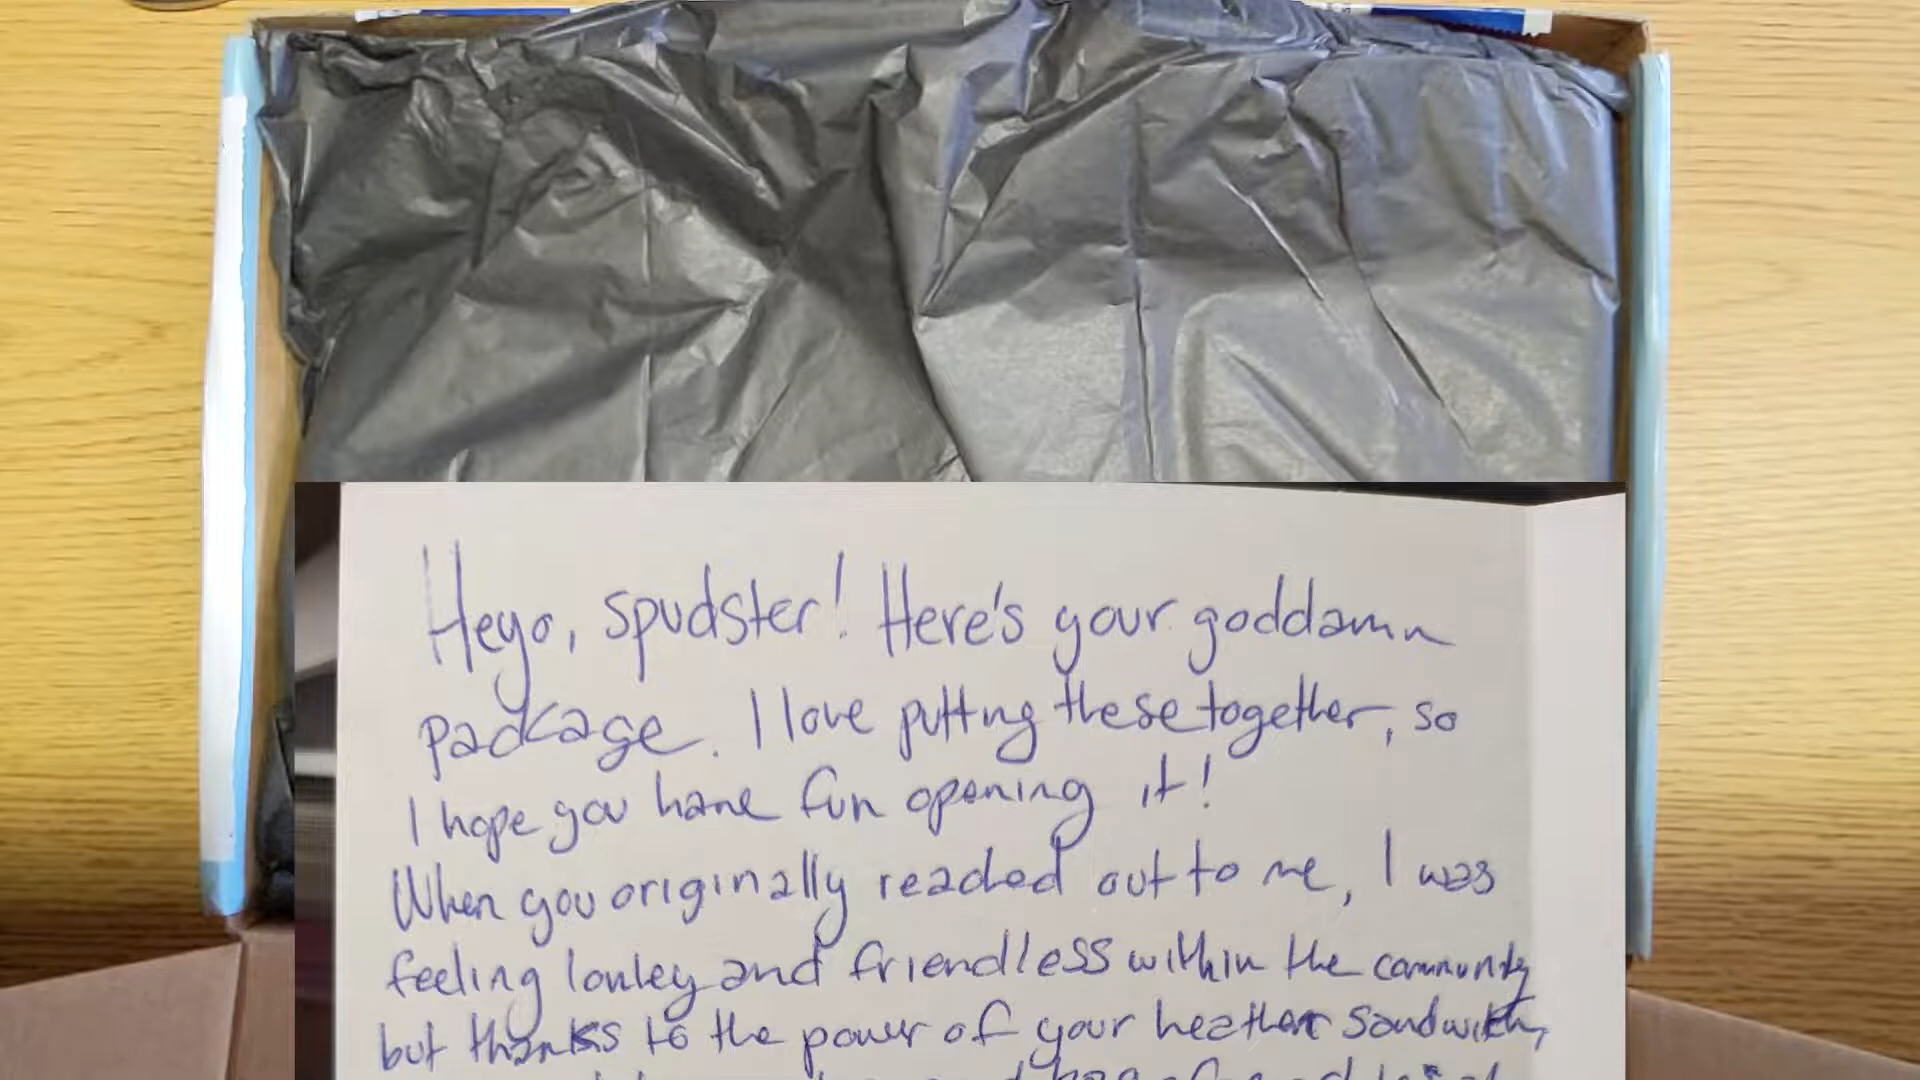 Heyo, spudster! Here's your goddamn
package. I love putting these together, so
I hope you have fun opening it!
When you originally reached out to me, I was
feeling lonley and friendless within the community
but thanks to the power of your heather sandwich,